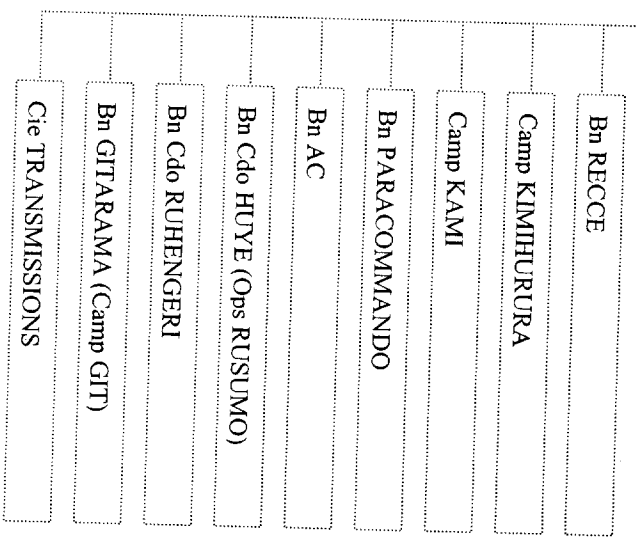 Bn RECCE
Camp KIMIHURURA
Camp KAMI
Bn PARACOMMANDO
Bn AC
Bn Cdo HUYE (Ops RUSUMO)
Bn Cdo RUHENGERI
Bn GITARAMA (Camp GIT)
Cie TRANSMISSIONS